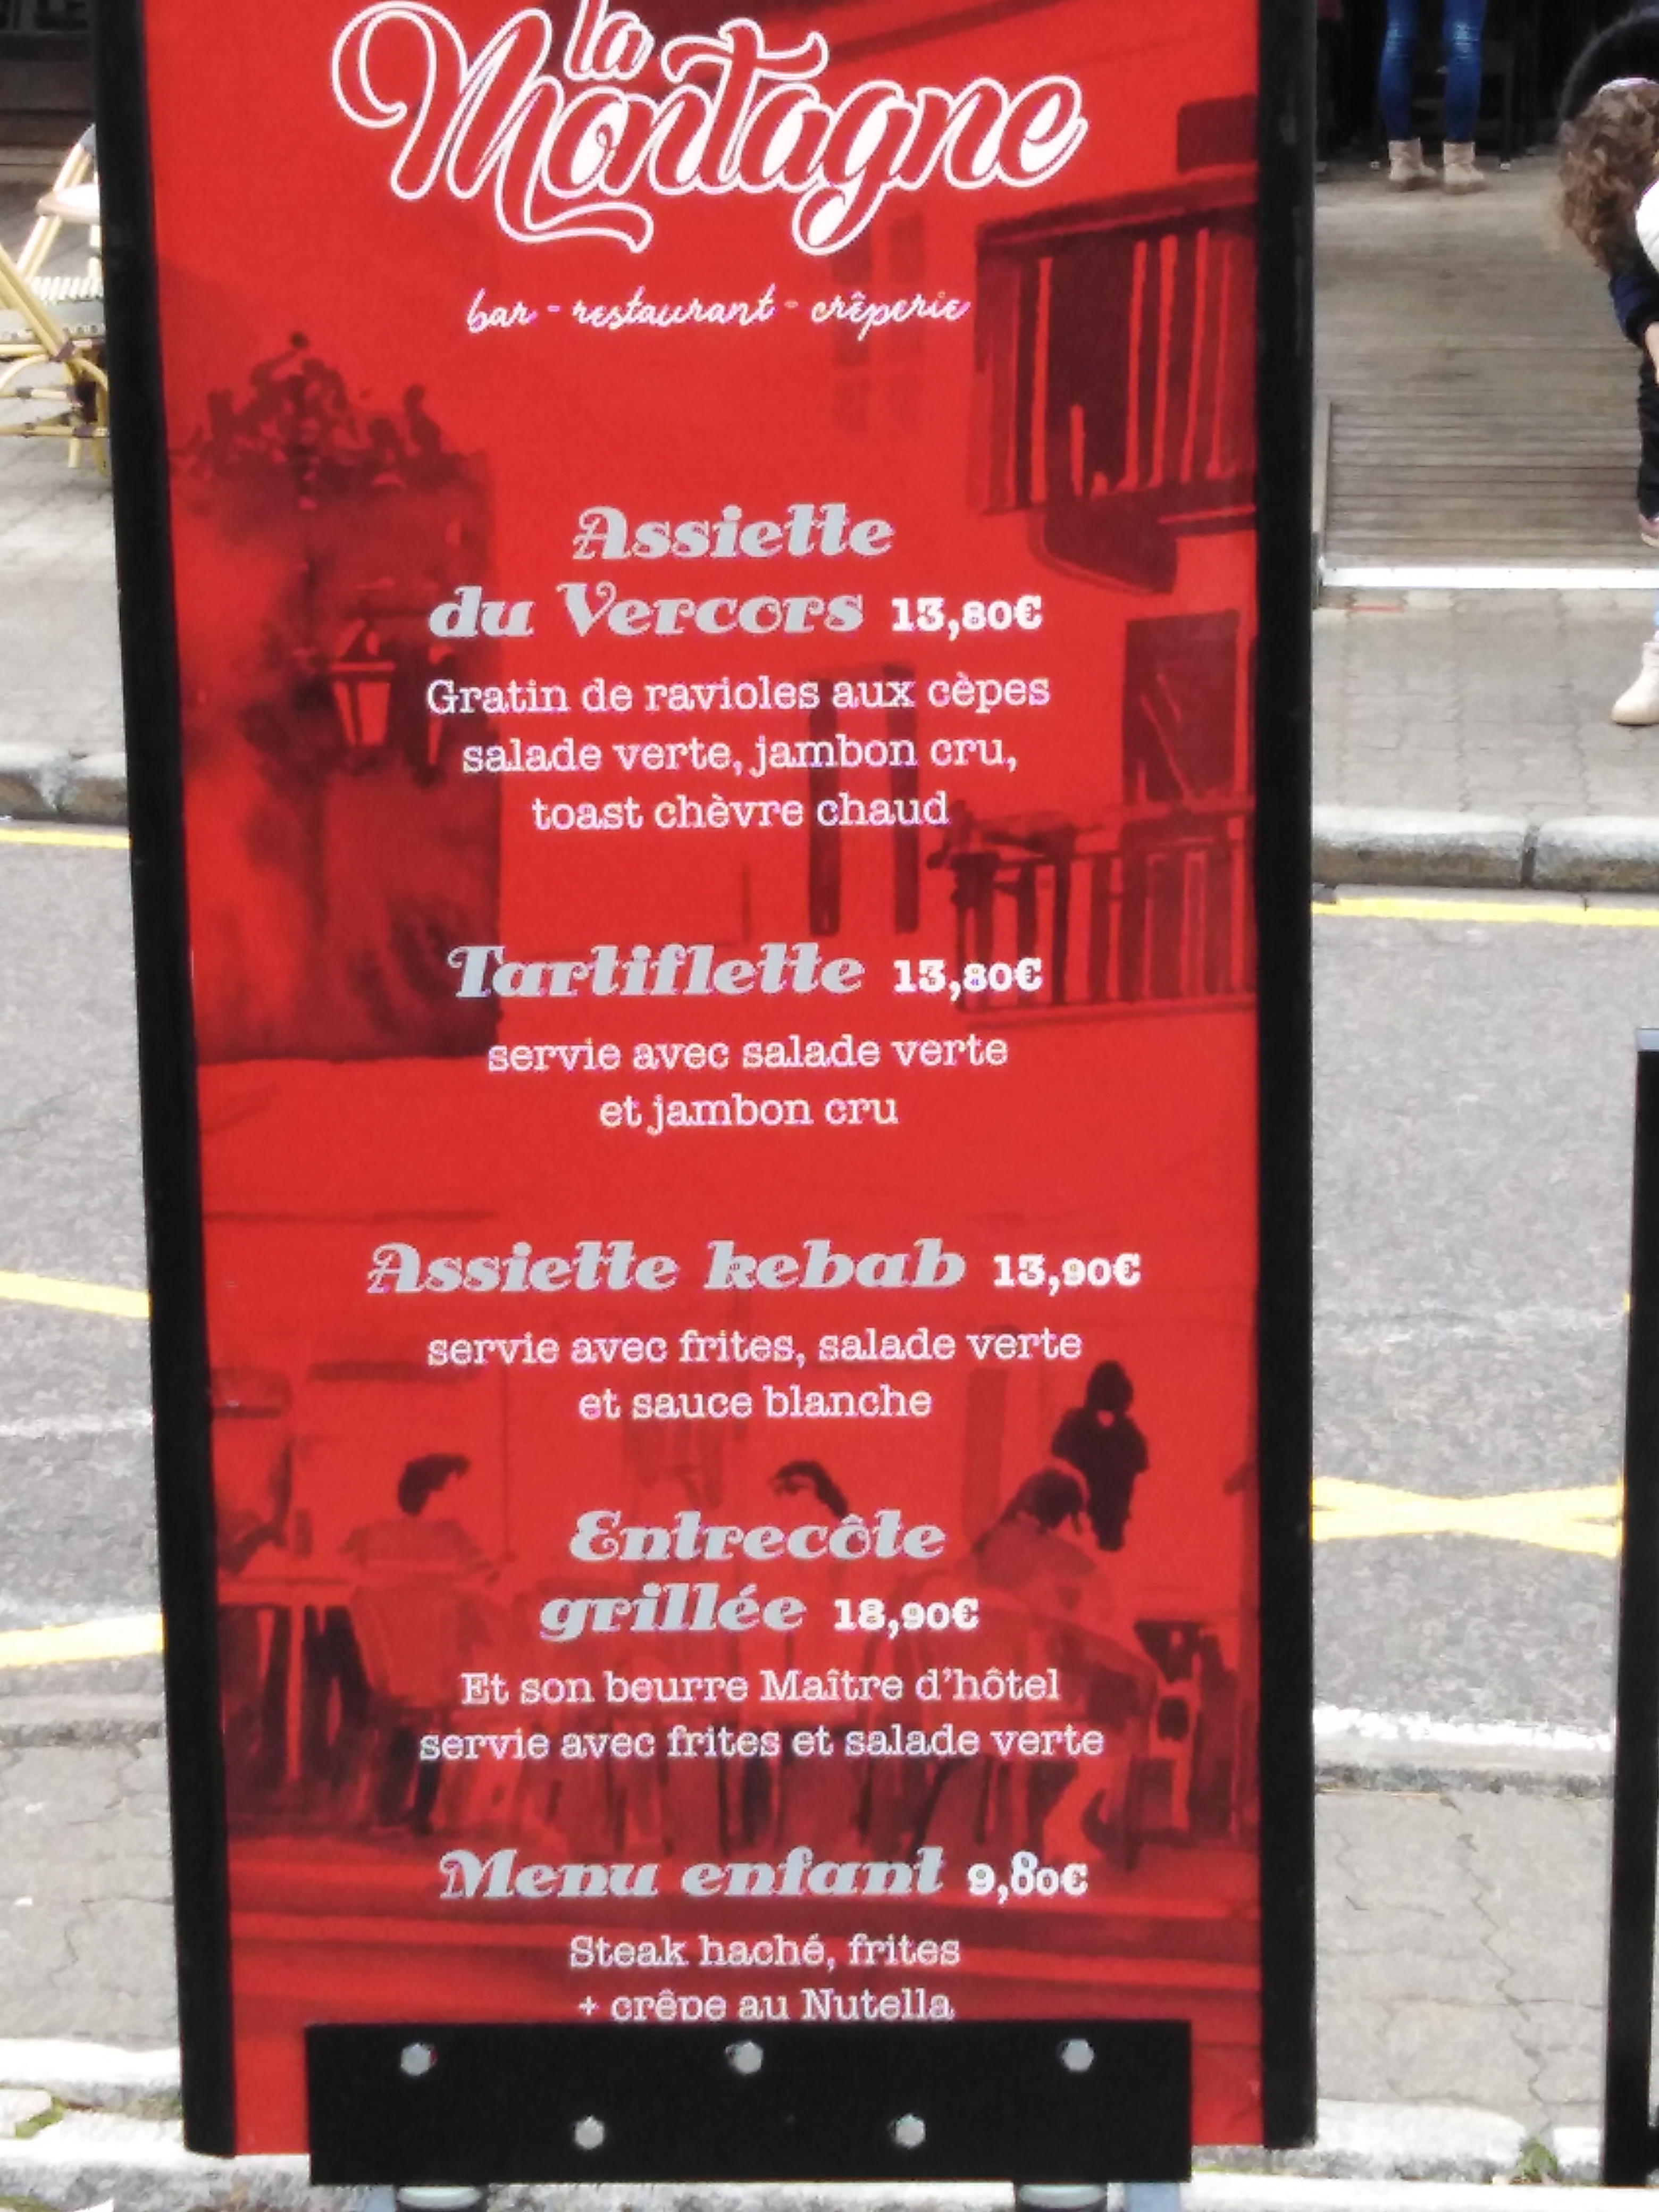 la
Montagne
bar - restaurant - crêperie
Assiette
du Vercors 13,80€
Gratin de ravioles aux cèpes
salade verte, jambon cru,
toast chèvre chaud
Tartiflette 13,80€
servie avec salade verte
et jambon cru
Assiette kebab 13,90€
servie avec frites, salade verte
et sauce blanche
Entrecôte
grillée 18,90€
Et son beurre Maître d'hôtel
servie avec frites et salade verte
Menu enfant 9,80€
Steak haché, frites
+ crêpe au Nutella